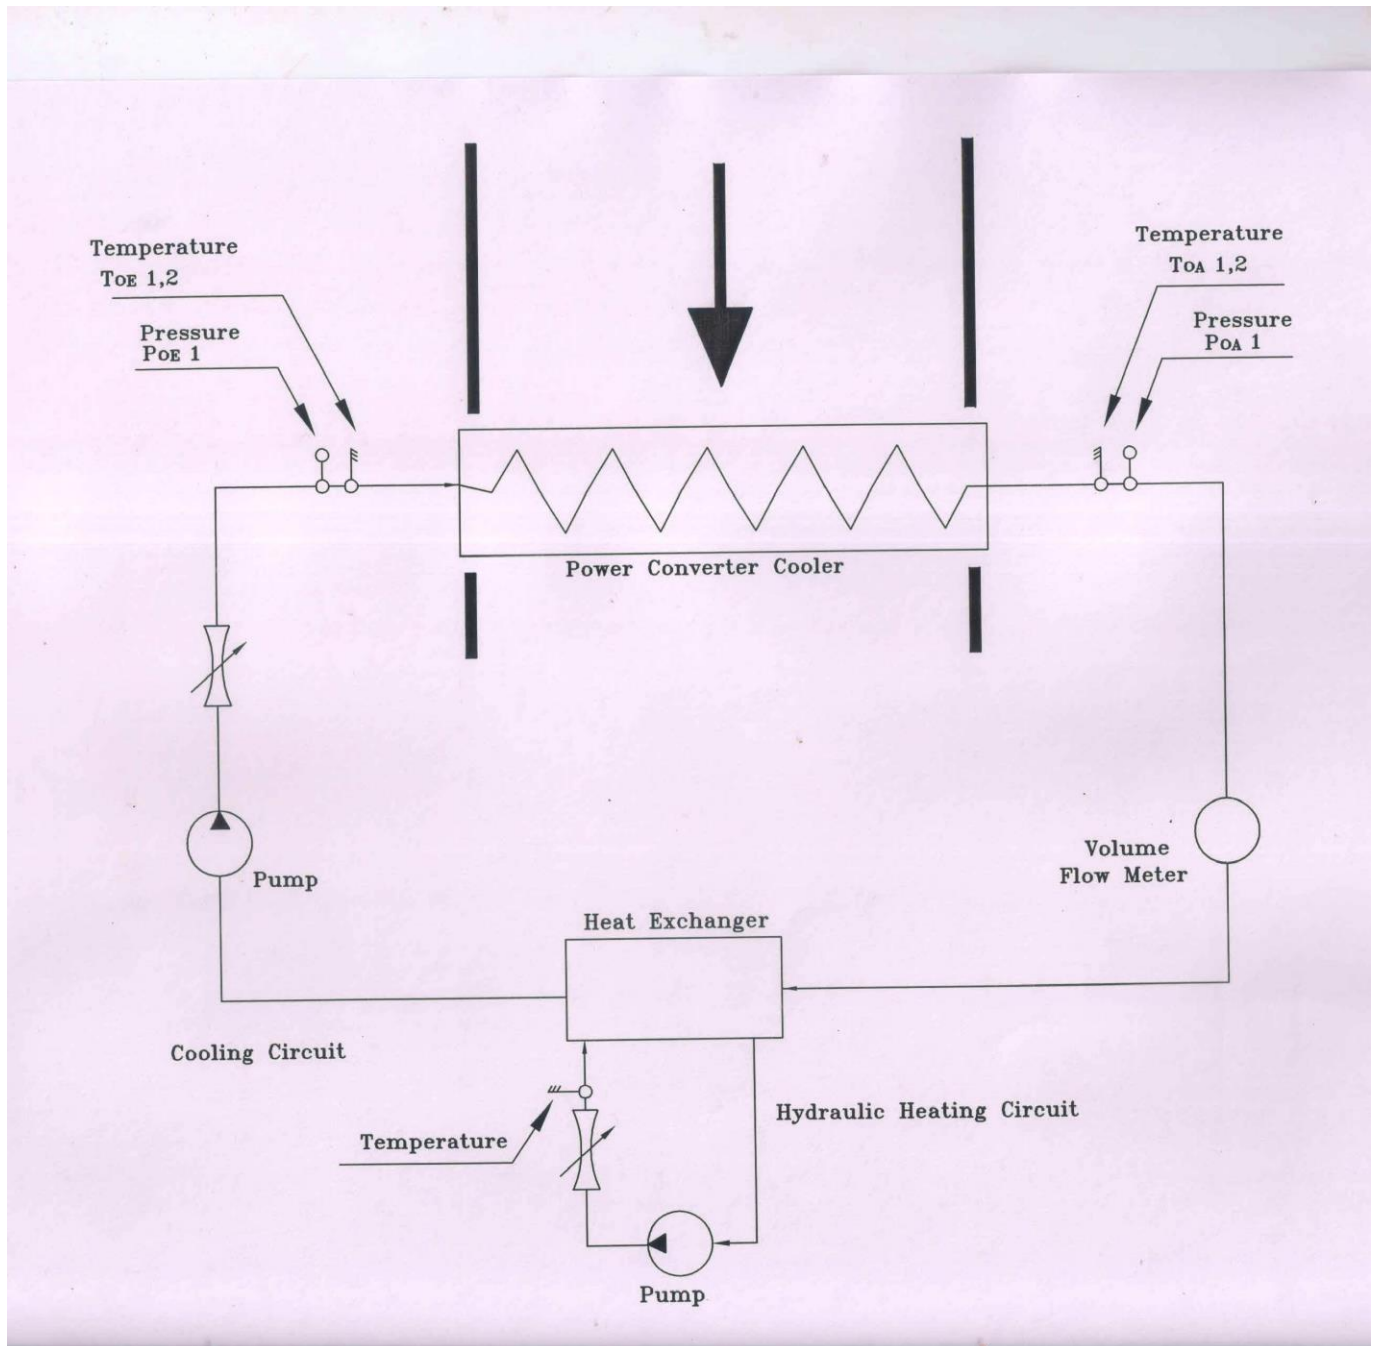 Temperature
TOE 1,2
Pressure
POE 1
Temperature
TOA 1,2
Pressure
POA 1
Power Converter Cooler
Pump
Volume
Flow Meter
Heat Exchanger
Cooling Circuit
Hydraulic Heating Circuit
Temperature
Pump